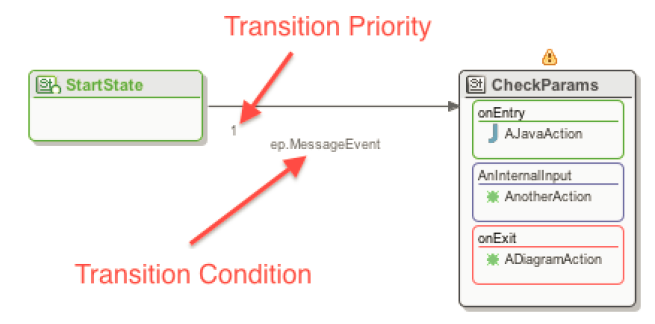 Transition Priority
StartState
1
ep.MessageEvent
Transition Condition
CheckParams
onEntry
AJavaAction
AnInternalInput
AnotherAction
onExit
ADiagramAction